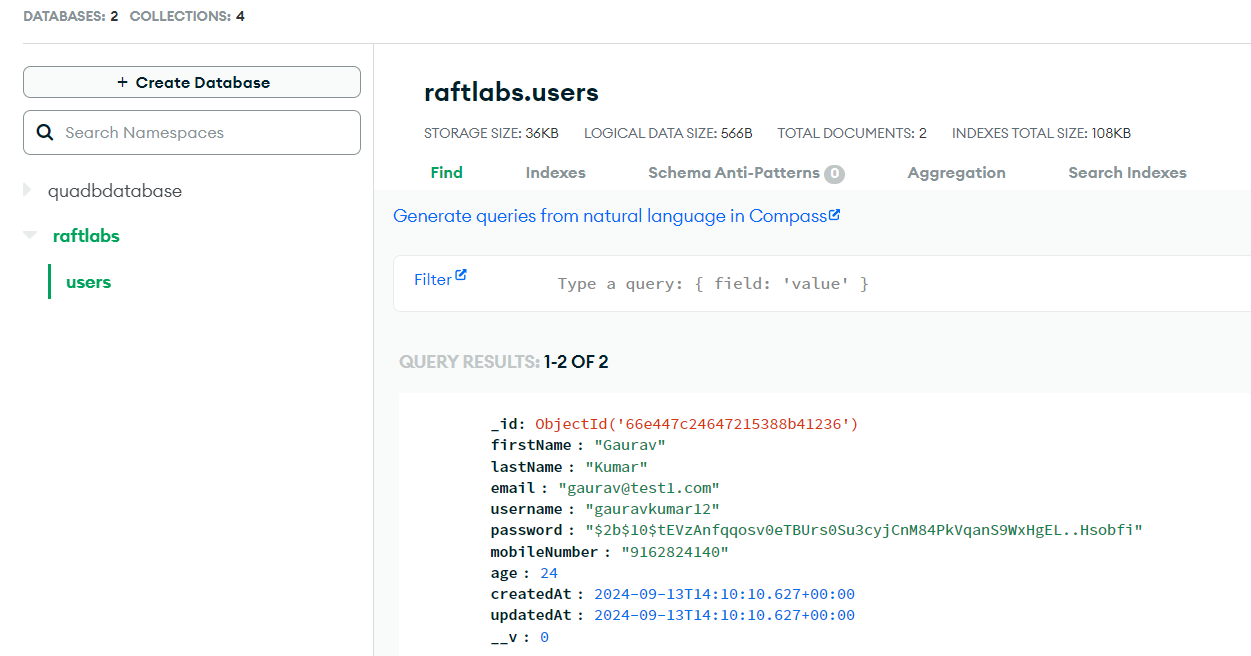 DATABASES: 2 COLLECTIONS: 4
+ Create Database
Search Namespaces
quadbdatabase
raftlabs
users
raftlabs.users
STORAGE SIZE: 36KB LOGICAL DATA SIZE: 566B TOTAL DOCUMENTS: 2 INDEXES TOTAL SIZE: 108KB
Find Indexes Schema Anti-Patterns 0 Aggregation Search Indexes
Generate queries from natural language in Compass
Filter Type a query: { field: 'value' }
QUERY RESULTS: 1-2 OF 2
_id: ObjectId('66e447c24647215388b41236')
firstName : "Gaurav"
lastName : "Kumar"
email : "gaurav@test1.com"
username : "gauravkumar12"
password : "$2b$10$tEVzAnfqqosv0eTBUrs0Su3cyjCnM84PkVqanS9WxHgEL..Hsobfi"
mobileNumber : "9162824140"
age : 24
createdAt : 2024-09-13T14:10:10.627+00:00
updatedAt : 2024-09-13T14:10:10.627+00:00
__v : 0